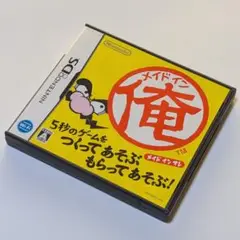 NINTENDO DS
Nintendo
メイド イン
俺
TM
5秒のゲームを
つくってあそぶ
もらってあそぶ!
メイド イン オレ